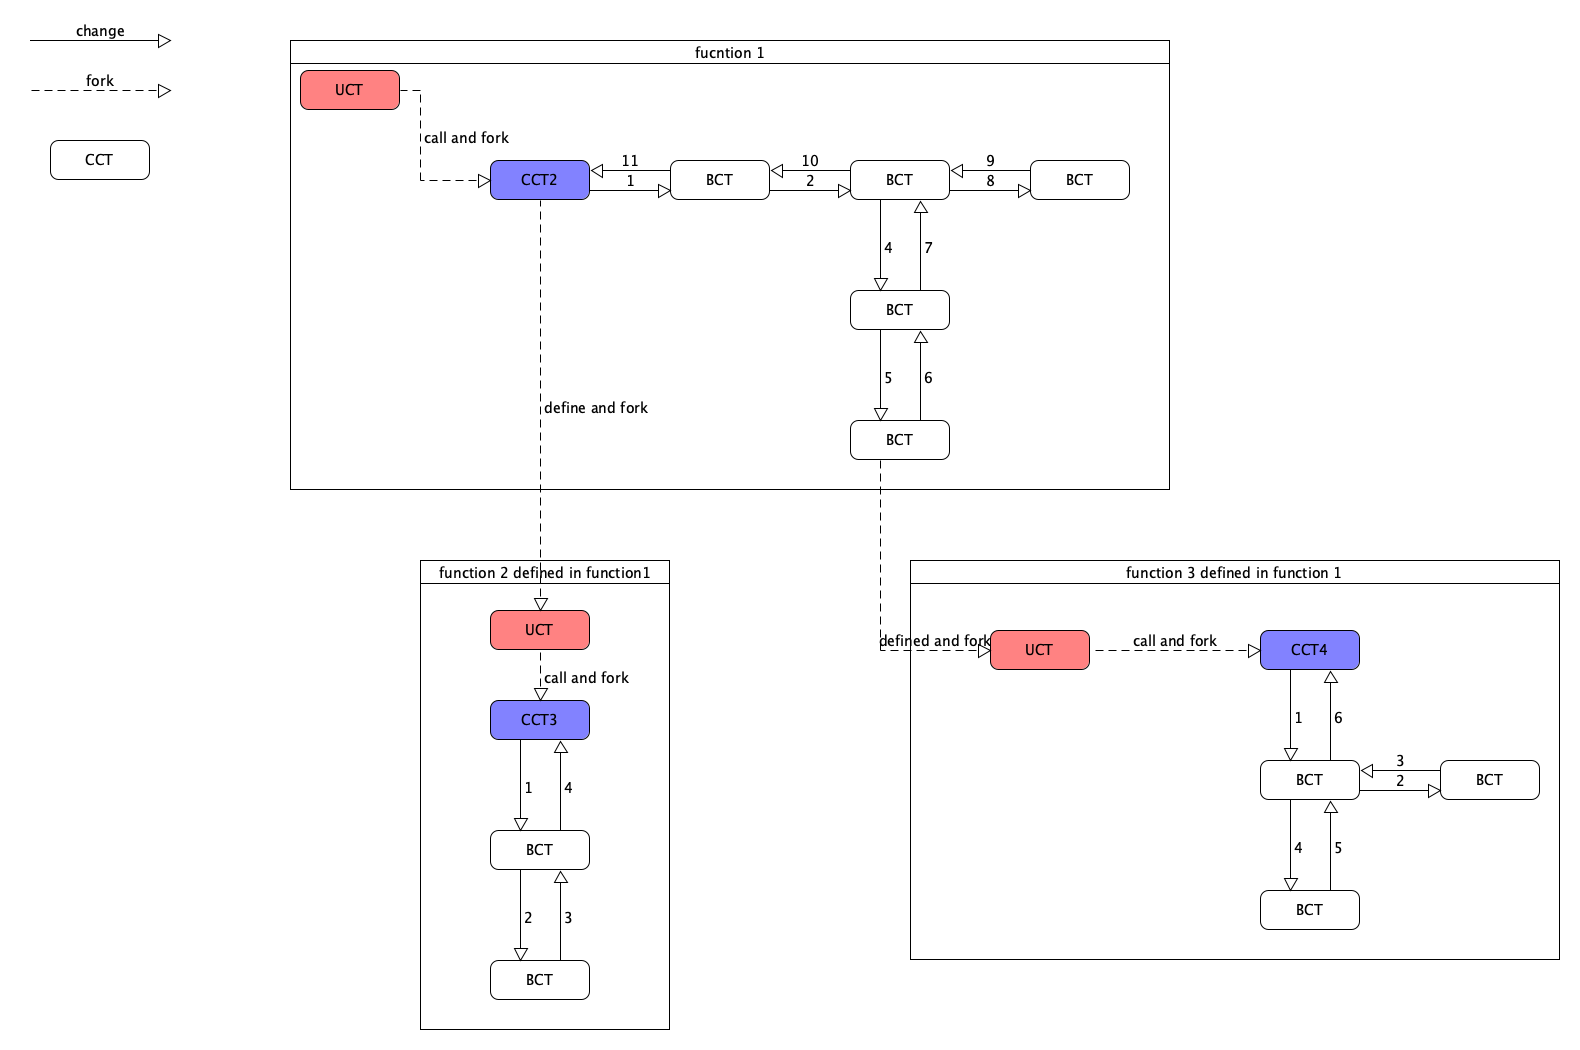 change
fork
CCT
fucntion 1
UCT
call and fork
CCT2
11
1
BCT
10
2
BCT
9
8
BCT
4
7
BCT
5
6
BCT
define and fork
function 2 defined in function1
UCT
call and fork
CCT3
1
4
BCT
2
3
BCT
function 3 defined in function 1
defined and fork
UCT
call and fork
CCT4
1
6
BCT
3
2
BCT
4
5
BCT